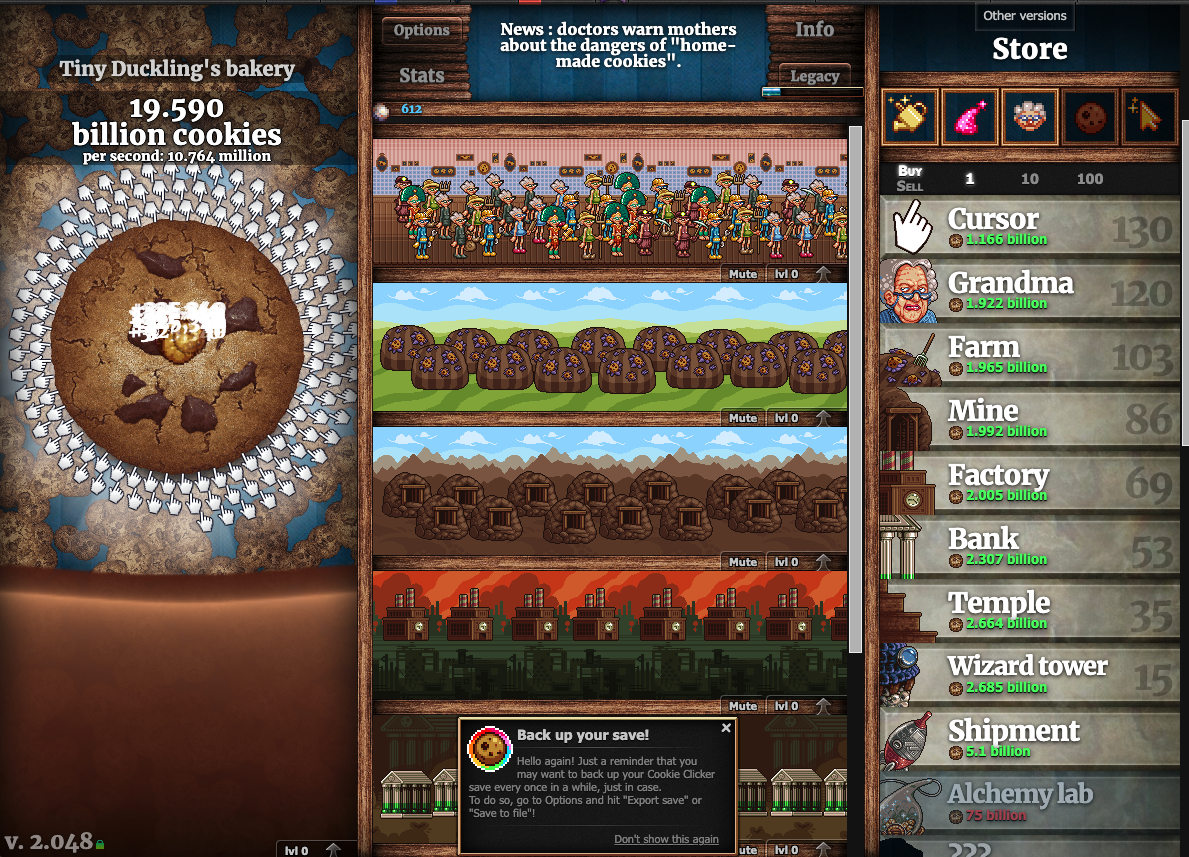 Other versions
Options
News : doctors warn mothers
about the dangers of "home-
made cookies".
Info
Store
Stats
Legacy
Tiny Duckling's bakery
612
19.590
billion cookies
per second: 10.764 million
Buy
Sell
1
10
100
Cursor
1.166 billion
130
Grandma
1.922 billion
120
Farm
1.965 billion
103
Mine
1.992 billion
86
Factory
2.005 billion
69
Bank
2.307 billion
53
Temple
2.664 billion
35
Wizard tower
2.685 billion
15
Shipment
5.1 billion
Alchemy lab
75 billion
???
Mute
lvl 0
Mute
lvl 0
Mute
lvl 0
Mute
lvl 0
Back up your save!
Hello again! Just a reminder that you
may want to back up your Cookie Clicker
save every once in a while, just in case.
To do so, go to Options and hit "Export save" or
"Save to file"!
Don't show this again
lvl 0
v. 2.048
lvl 0